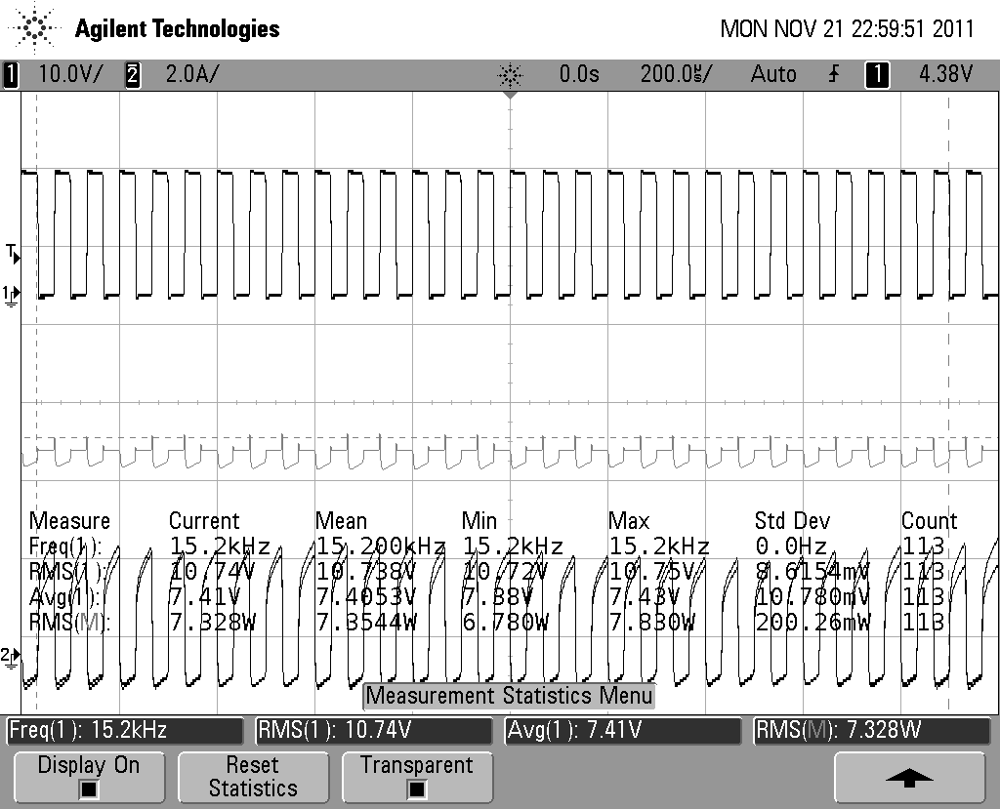 Agilent Technologies MON NOV 21 22:59:51 2011
1 10.0V/ 2 2.0A/ 0.0s 200.0㎲/ Auto 1 4.38V
T
1
Measure Current Mean Min Max Std Dev Count
Freq(1): 15.2kHz 15.200kHz 15.2kHz 15.2kHz 0.0Hz 113
RMS(1): 10.74V 10.738V 10.72V 10.75V 8.6154mV 113
Avg(1): 7.41V 7.4053V 7.38V 7.43V 10.780mV 113
RMS(M): 7.328W 7.3544W 6.780W 7.830W 200.26mW 113
2
Measurement Statistics Menu
Freq(1): 15.2kHz RMS(1): 10.74V Avg(1): 7.41V RMS(M): 7.328W
Display On Reset Statistics Transparent